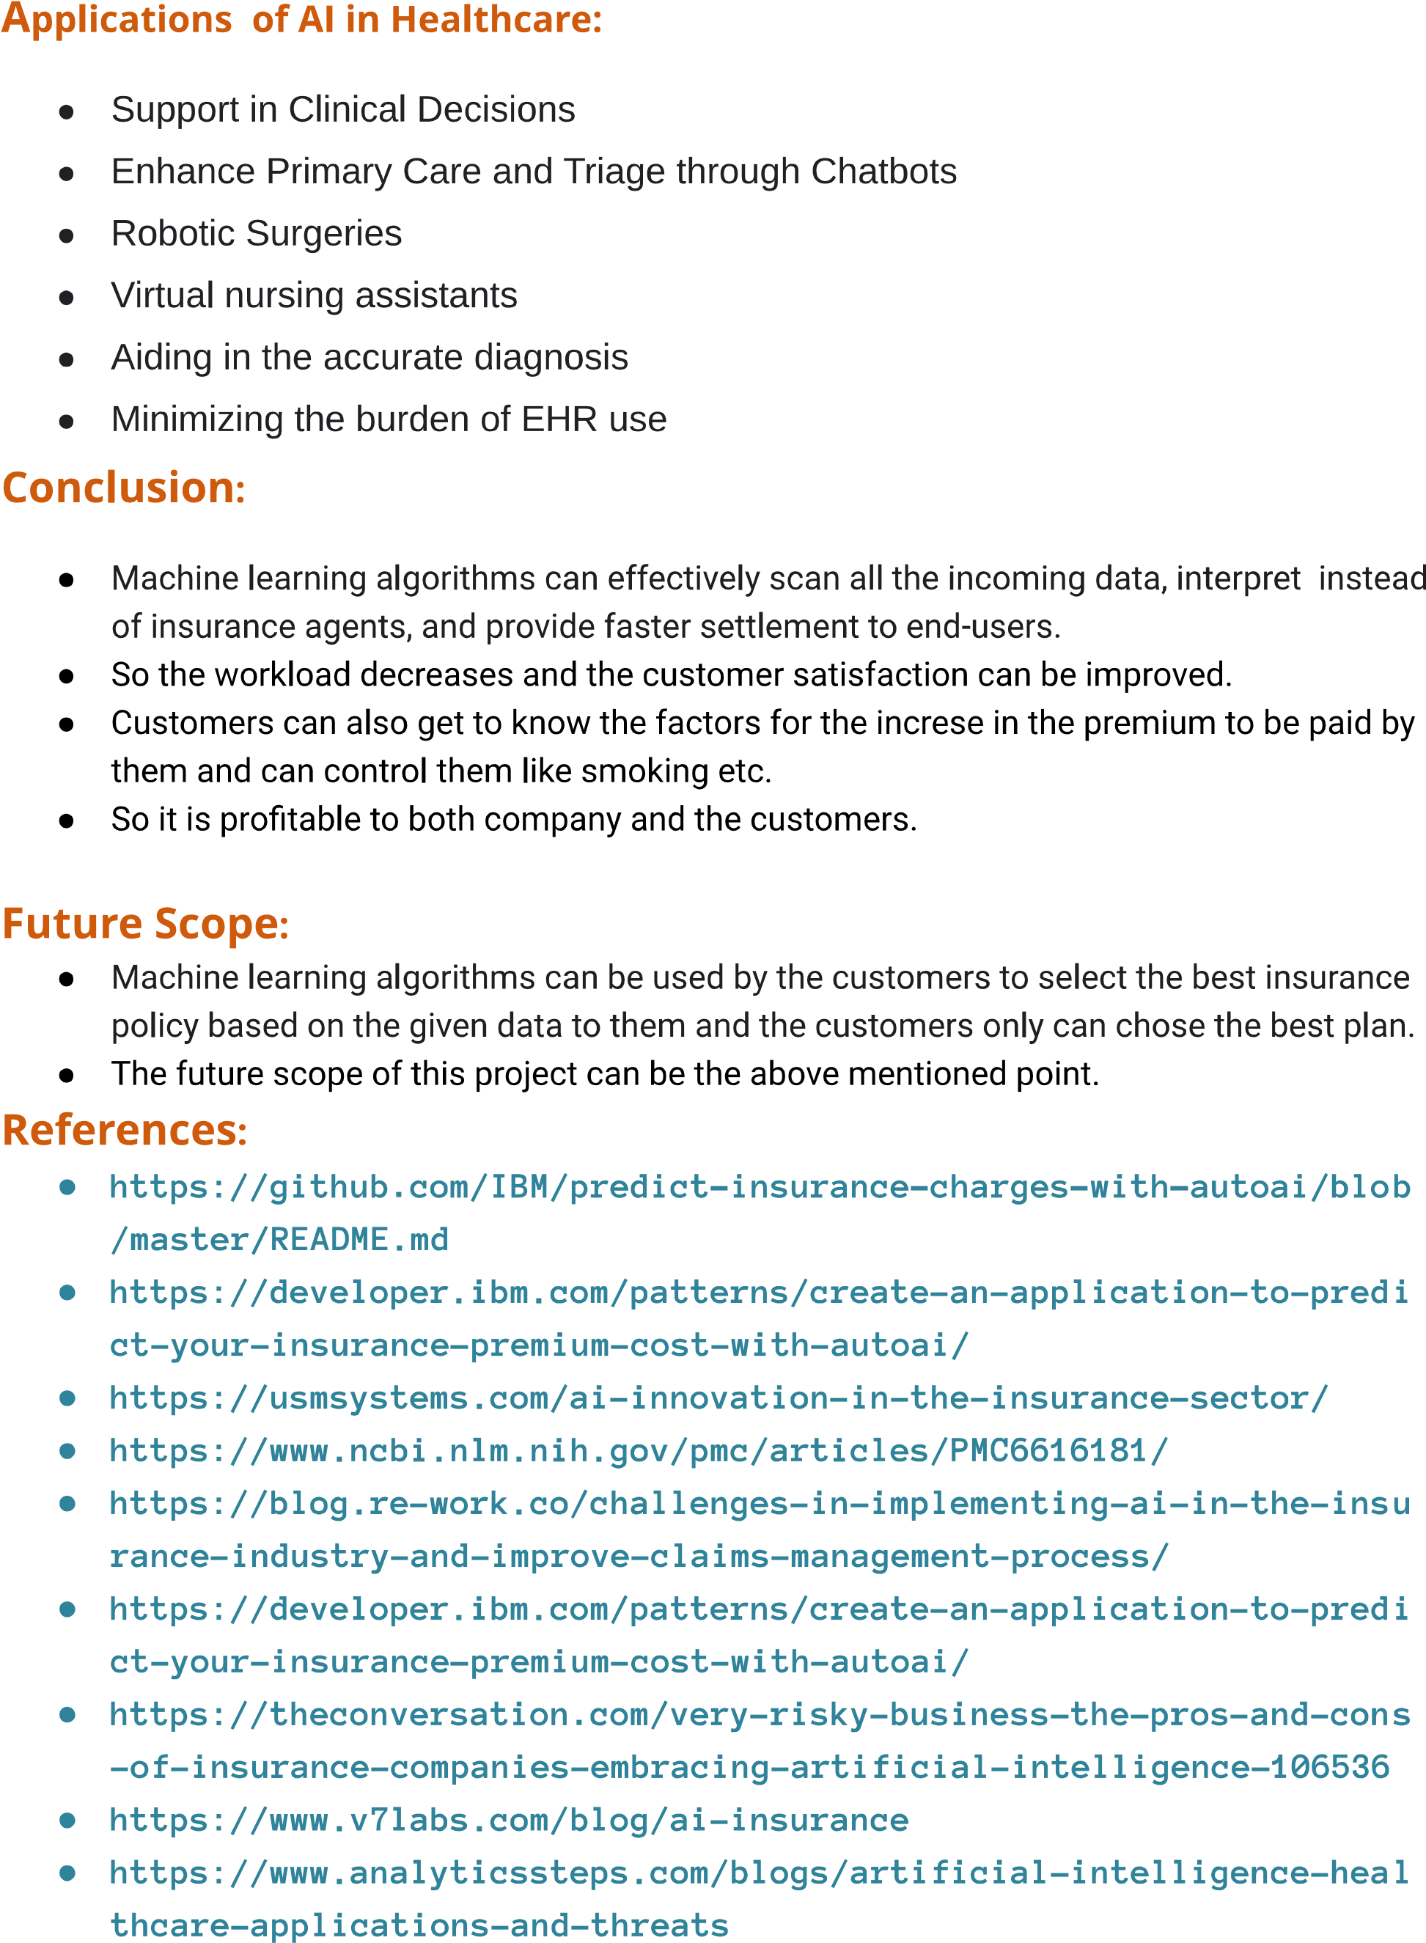 Applications  of AI in Healthcare:
● Support in Clinical Decisions
● Enhance Primary Care and Triage through Chatbots
● Robotic Surgeries
● Virtual nursing assistants
● Aiding in the accurate diagnosis
● Minimizing the burden of EHR use
Conclusion:
● Machine learning algorithms can effectively scan all the incoming data, interpret  instead
of insurance agents, and provide faster settlement to end-users.
● So the workload decreases and the customer satisfaction can be improved.
● Customers can also get to know the factors for the increse in the premium to be paid by
them and can control them like smoking etc.
● So it is profitable to both company and the customers.
Future Scope:
● Machine learning algorithms can be used by the customers to select the best insurance
policy based on the given data to them and the customers only can chose the best plan.
● The future scope of this project can be the above mentioned point.
References:
● https://github.com/IBM/predict-insurance-charges-with-autoai/blob
/master/README.md
● https://developer.ibm.com/patterns/create-an-application-to-predi
ct-your-insurance-premium-cost-with-autoai/
● https://usmsystems.com/ai-innovation-in-the-insurance-sector/
● https://www.ncbi.nlm.nih.gov/pmc/articles/PMC6616181/
● https://blog.re-work.co/challenges-in-implementing-ai-in-the-insu
rance-industry-and-improve-claims-management-process/
● https://developer.ibm.com/patterns/create-an-application-to-predi
ct-your-insurance-premium-cost-with-autoai/
● https://theconversation.com/very-risky-business-the-pros-and-cons
-of-insurance-companies-embracing-artificial-intelligence-106536
● https://www.v7labs.com/blog/ai-insurance
● https://www.analyticssteps.com/blogs/artificial-intelligence-heal
thcare-applications-and-threats